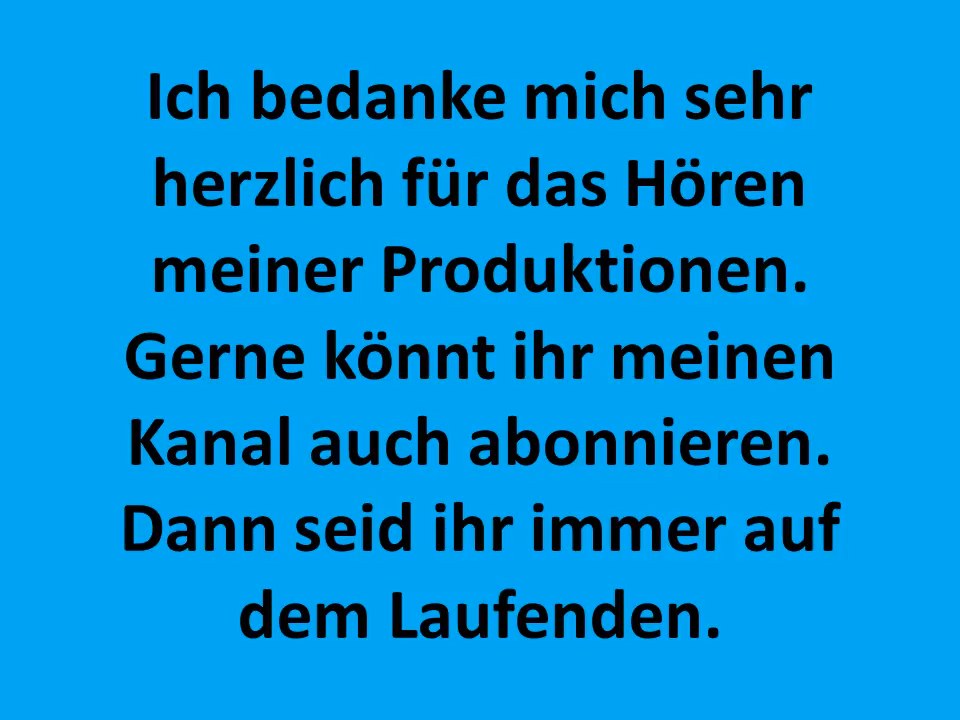 Ich bedanke mich sehr
herzlich für das Hören
meiner Produktionen.
Gerne könnt ihr meinen
Kanal auch abonnieren.
Dann seid ihr immer auf
dem Laufenden.